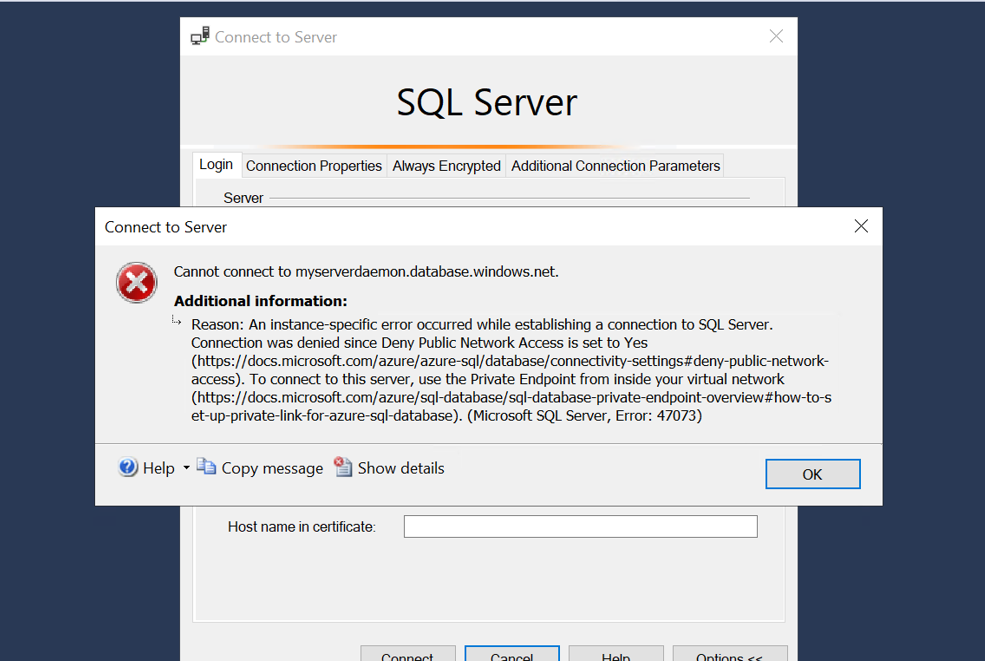 Connect to Server
SQL Server
Login Connection Properties Always Encrypted Additional Connection Parameters
Server
Connect to Server
Cannot connect to myserverdaemon.database.windows.net.
Additional information:
Reason: An instance-specific error occurred while establishing a connection to SQL Server.
Connection was denied since Deny Public Network Access is set to Yes
(https://docs.microsoft.com/azure/azure-sql/database/connectivity-settings#deny-public-network-
access). To connect to this server, use the Private Endpoint from inside your virtual network
(https://docs.microsoft.com/azure/sql-database/sql-database-private-endpoint-overview#how-to-s
et-up-private-link-for-azure-sql-database). (Microsoft SQL Server, Error: 47073)
Help Copy message Show details OK
Host name in certificate:
Connect Cancel Help Options <<